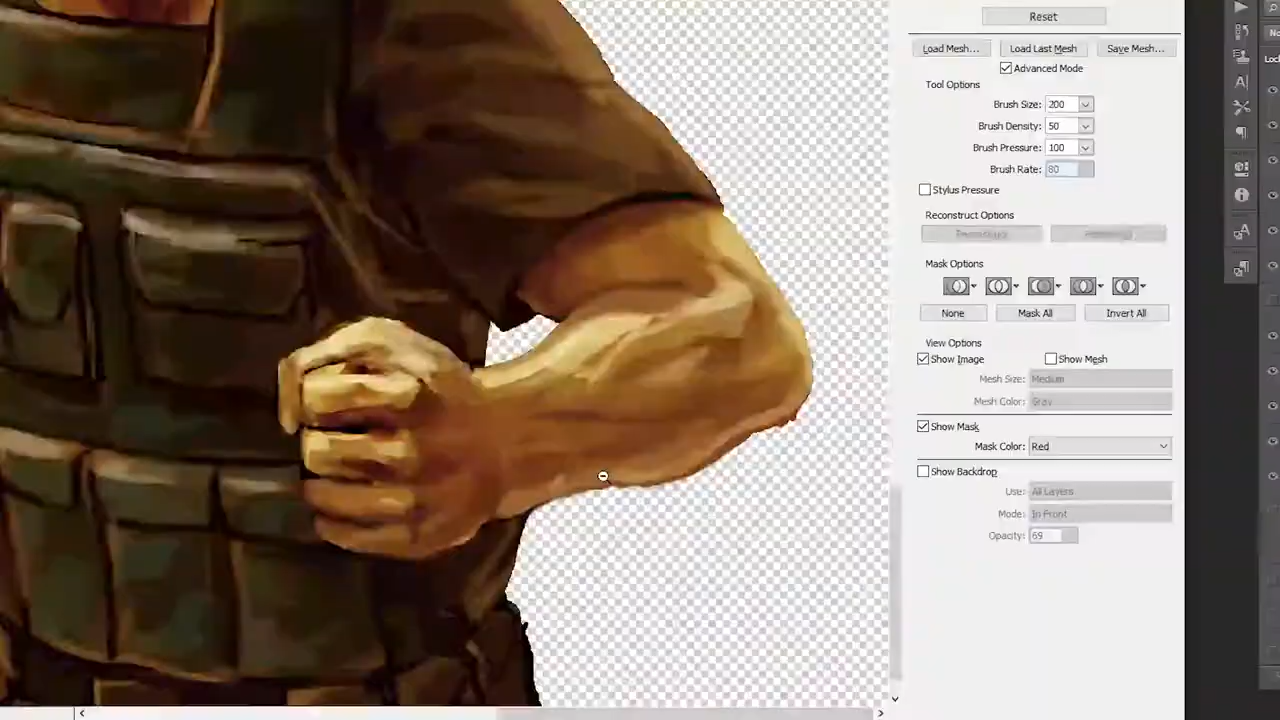 Reset
Load Mesh... Load Last Mesh Save Mesh...
Advanced Mode
Tool Options
Brush Size: 200
Brush Density: 50
Brush Pressure: 100
Brush Rate: 80
Stylus Pressure
Reconstruct Options
Mask Options
None Mask All Invert All
View Options
Show Image Show Mesh
Mesh Size: Medium
Mesh Color: Gray
Show Mask
Mask Color: Red
Show Backdrop
Use: All Layers
Mode: In Front
Opacity: 69